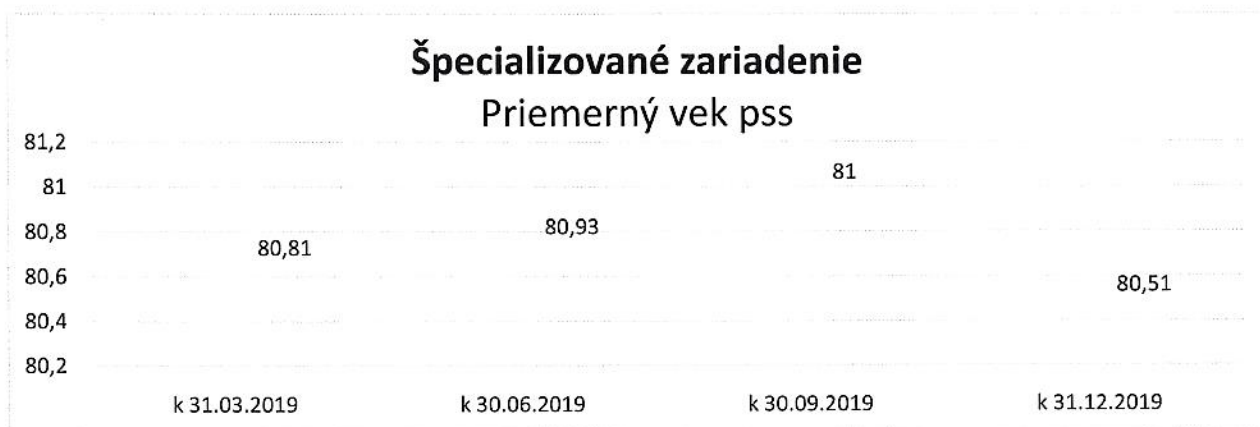 Špecializované zariadenie
Priemerný vek pss
81,2
81
80,8
80,6
80,4
80,2
80,81
80,93
81
80,51
k 31.03.2019
k 30.06.2019
k 30.09.2019
k 31.12.2019